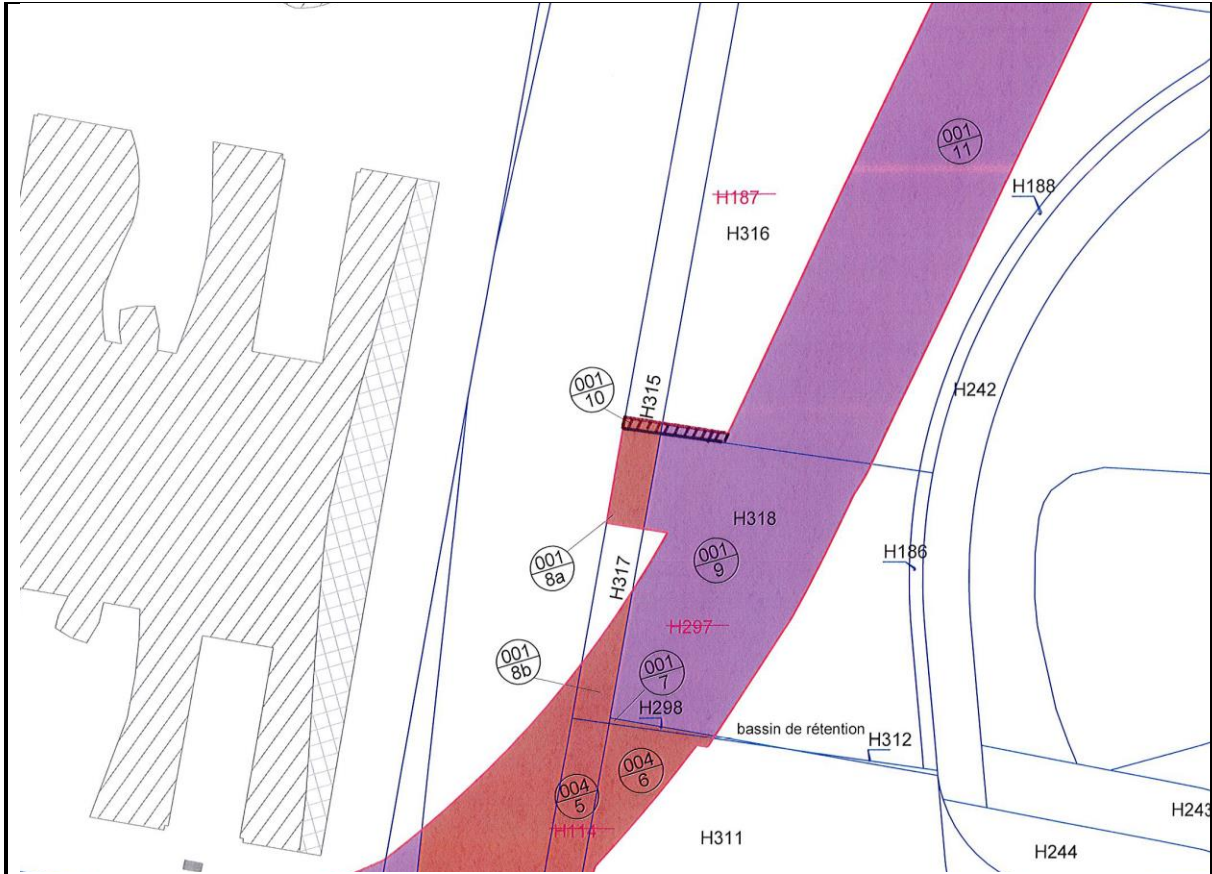 001
11
H188
H187
H316
H242
001
10
H315
H318
H186
001
9
001
8a
H317
H297
001
8b
001
7
H298
bassin de rétention
H312
004
6
004
5
H114
H311
H243
H244